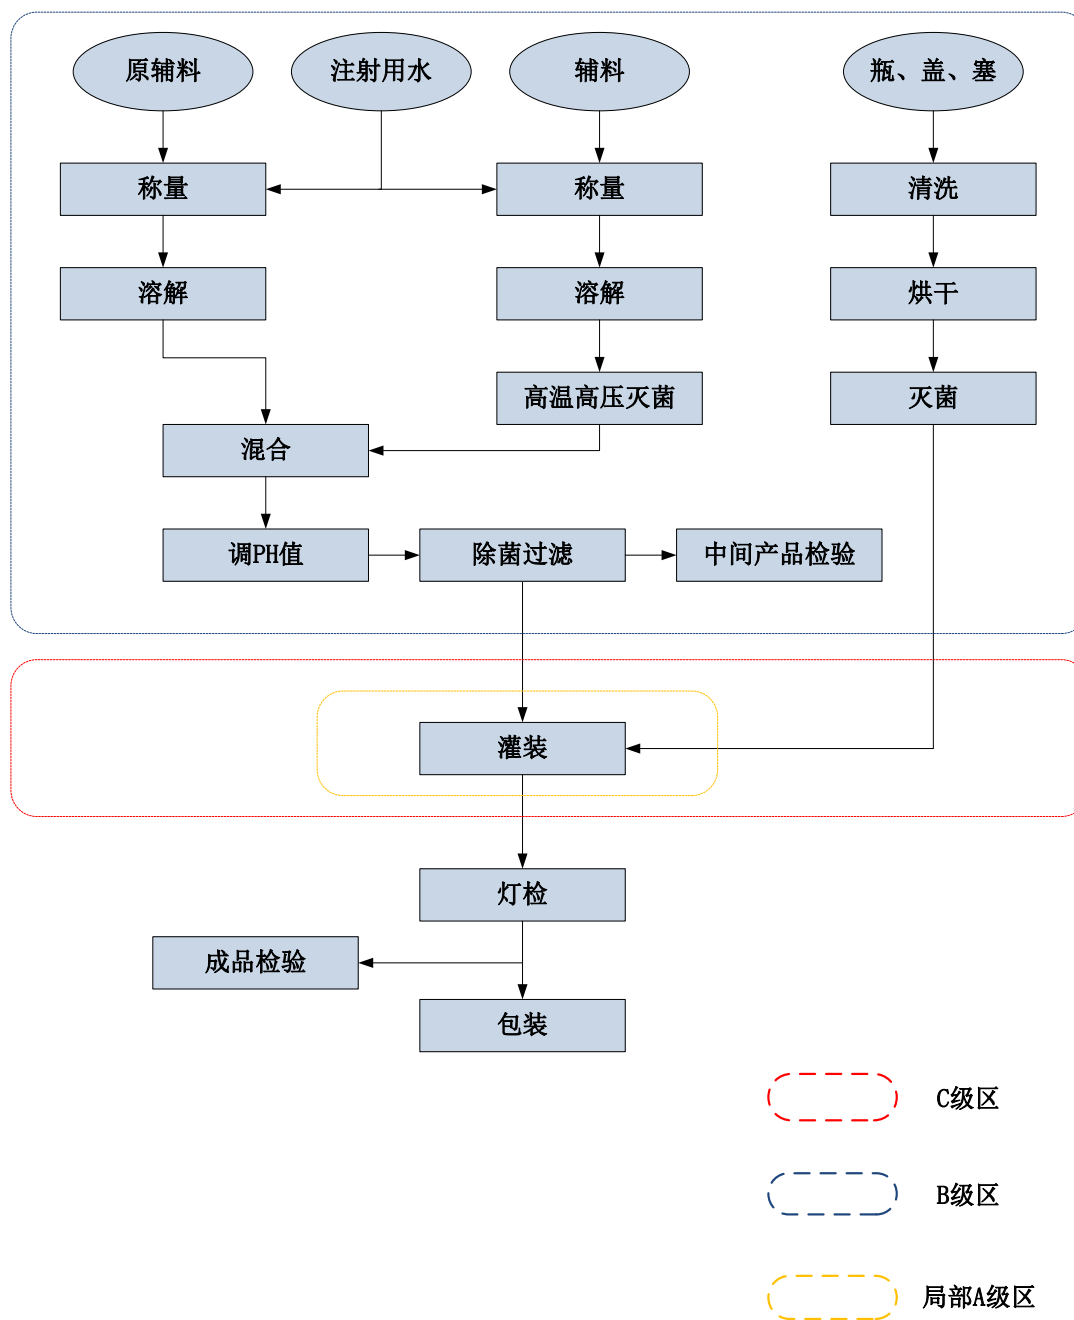 原辅料
注射用水
辅料
瓶、盖、塞
称量
称量
清洗
溶解
溶解
烘干
高温高压灭菌
灭菌
混合
调PH值
除菌过滤
中间产品检验
灌装
灯检
成品检验
包装
C级区
B级区
局部A级区